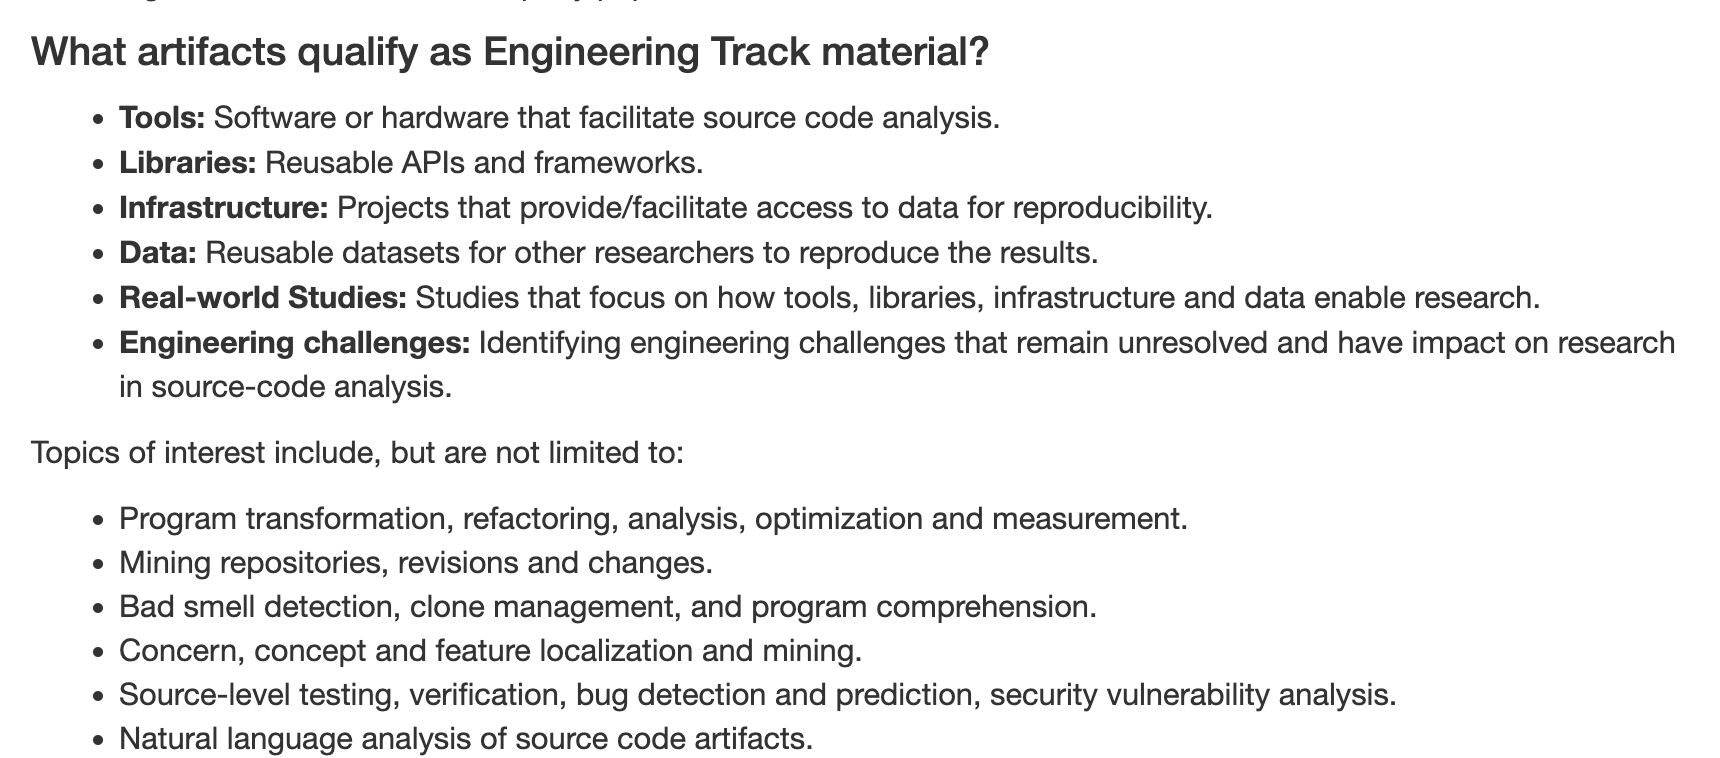 What artifacts qualify as Engineering Track material?
• Tools: Software or hardware that facilitate source code analysis.
• Libraries: Reusable APIs and frameworks.
• Infrastructure: Projects that provide/facilitate access to data for reproducibility.
• Data: Reusable datasets for other researchers to reproduce the results.
• Real-world Studies: Studies that focus on how tools, libraries, infrastructure and data enable research.
• Engineering challenges: Identifying engineering challenges that remain unresolved and have impact on research
in source-code analysis.
Topics of interest include, but are not limited to:
• Program transformation, refactoring, analysis, optimization and measurement.
• Mining repositories, revisions and changes.
• Bad smell detection, clone management, and program comprehension.
• Concern, concept and feature localization and mining.
• Source-level testing, verification, bug detection and prediction, security vulnerability analysis.
• Natural language analysis of source code artifacts.